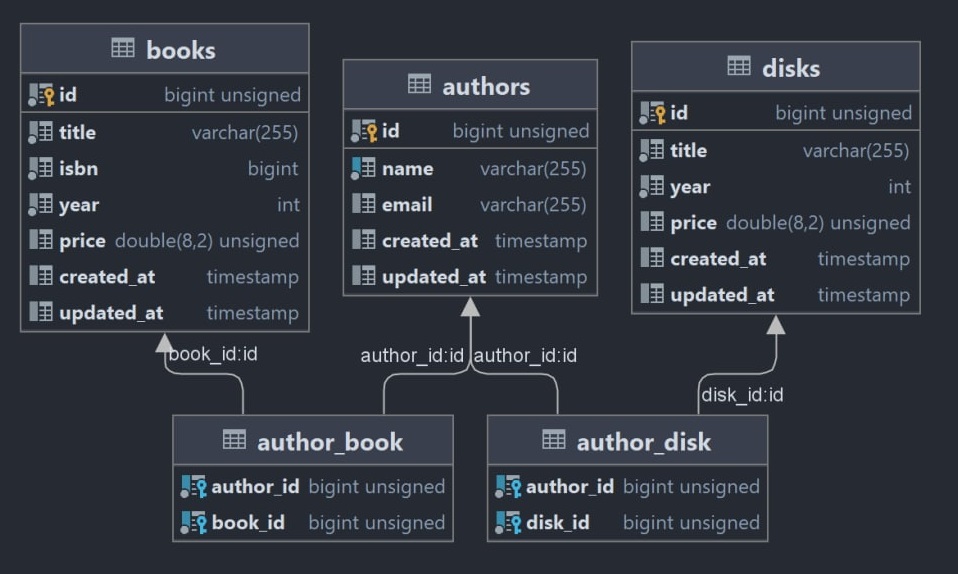 books
id bigint unsigned
title varchar(255)
isbn bigint
year int
price double(8,2) unsigned
created_at timestamp
updated_at timestamp
authors
id bigint unsigned
name varchar(255)
email varchar(255)
created_at timestamp
updated_at timestamp
disks
id bigint unsigned
title varchar(255)
year int
price double(8,2) unsigned
created_at timestamp
updated_at timestamp
book_id:id
author_id:id
author_id:id
disk_id:id
author_book
author_id bigint unsigned
book_id bigint unsigned
author_disk
author_id bigint unsigned
disk_id bigint unsigned